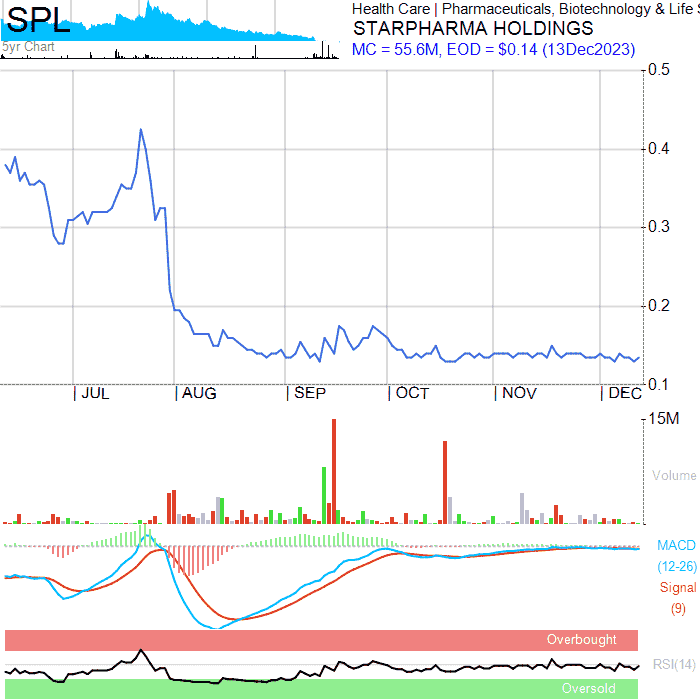 SPL
5yr Chart
Health Care | Pharmaceuticals, Biotechnology & Life S
STARPHARMA HOLDINGS
MC = 55.6M, EOD = $0.14 (13Dec2023)
0.5
0.4
0.3
0.2
0.1
| JUL | AUG | SEP | OCT | NOV | DEC
15M
Volume
MACD
(12-26)
Signal
(9)
Overbought
RSI(14)
Oversold